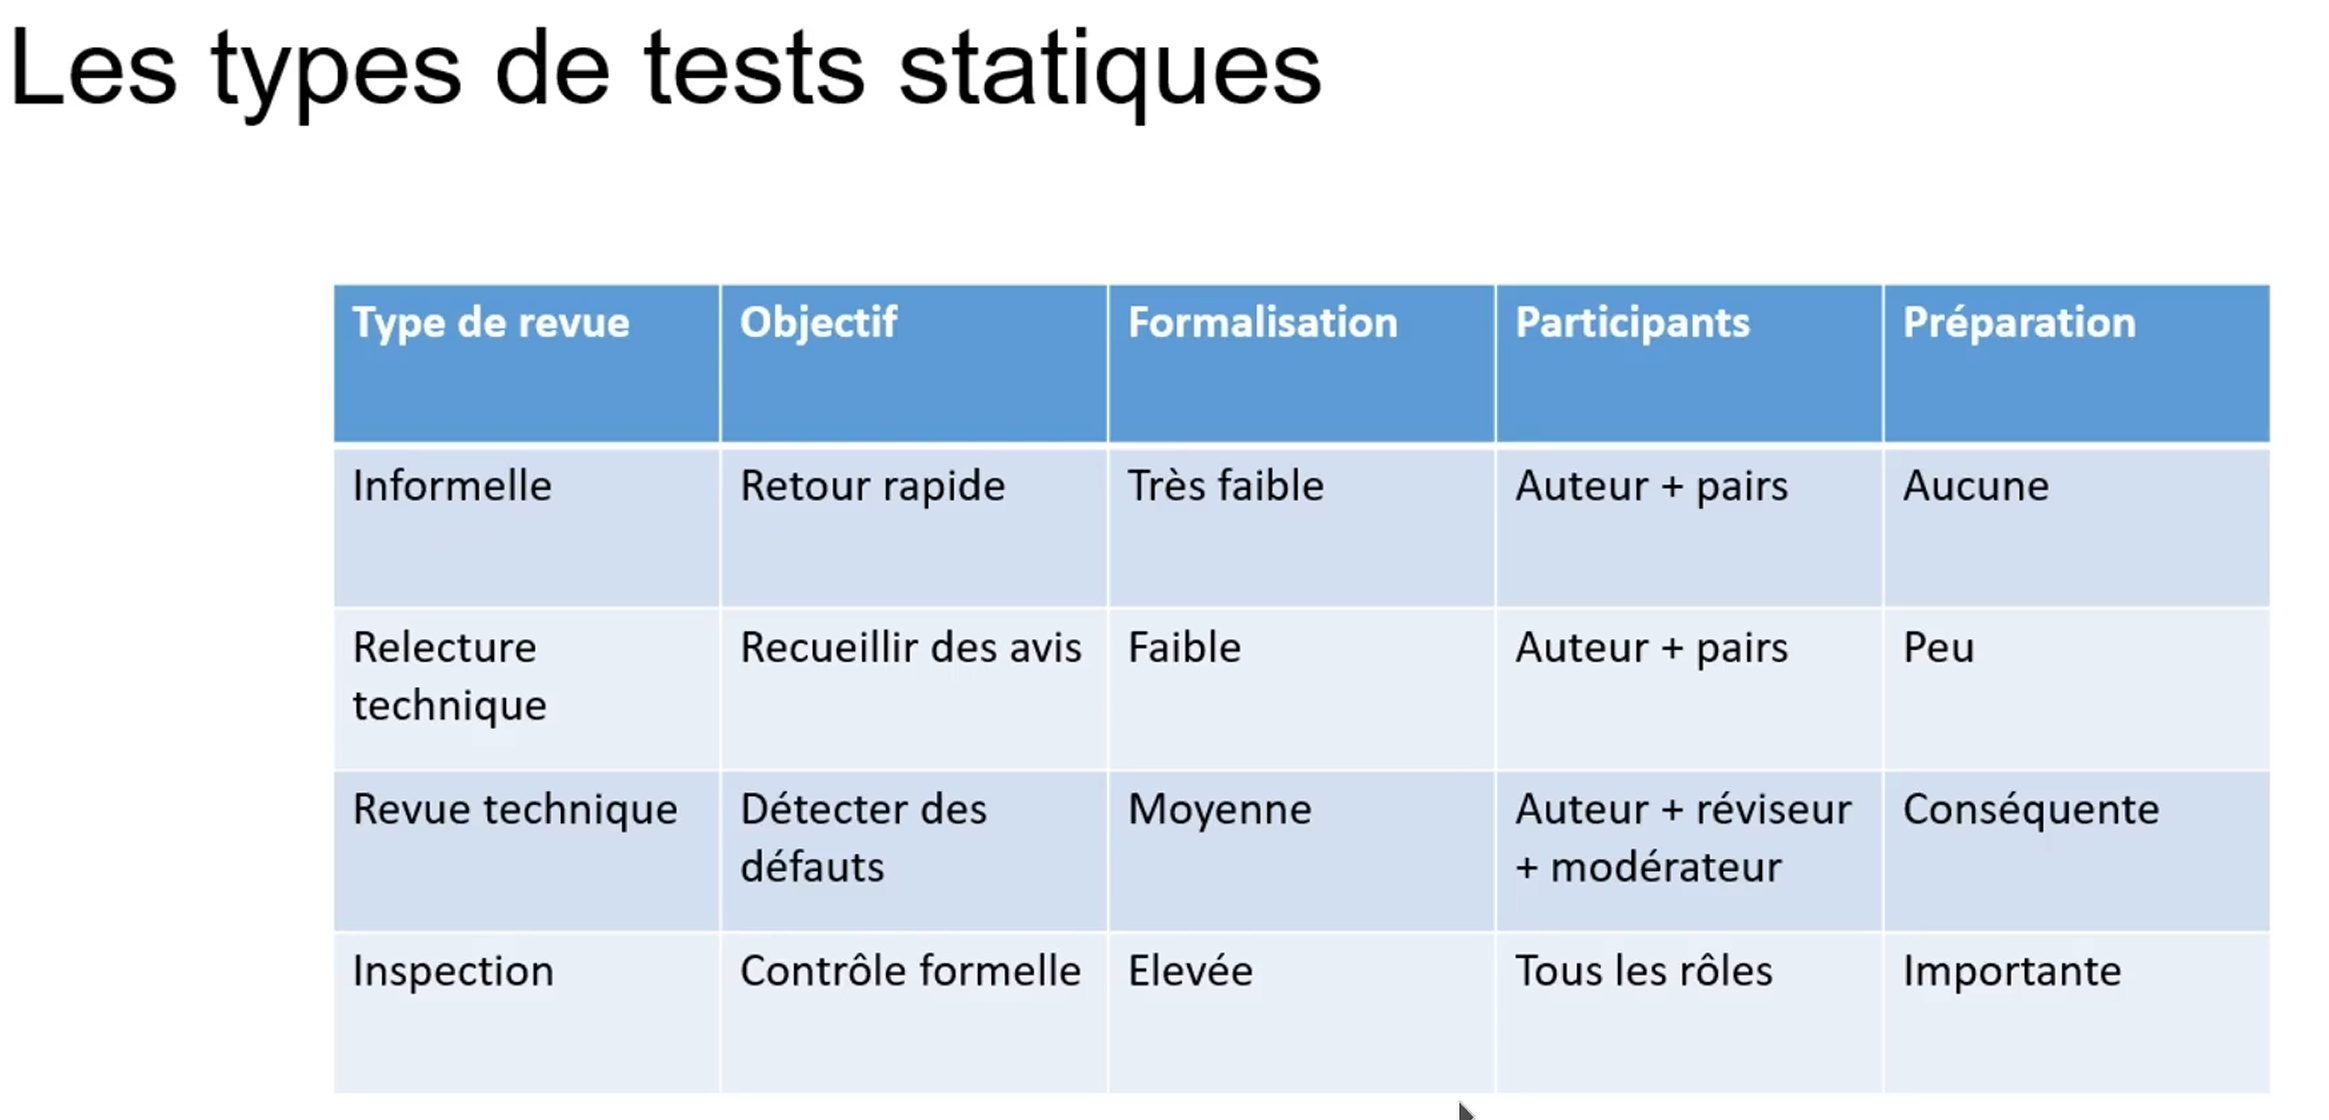 Les types de tests statiques
Type de revue
Objectif
Formalisation
Participants
Préparation
Informelle
Retour rapide
Très faible
Auteur + pairs
Aucune
Relecture
technique
Recueillir des avis
Faible
Auteur + pairs
Peu
Revue technique
Détecter des
défauts
Moyenne
Auteur + réviseur
+ modérateur
Conséquente
Inspection
Contrôle formelle
Elevée
Tous les rôles
Importante